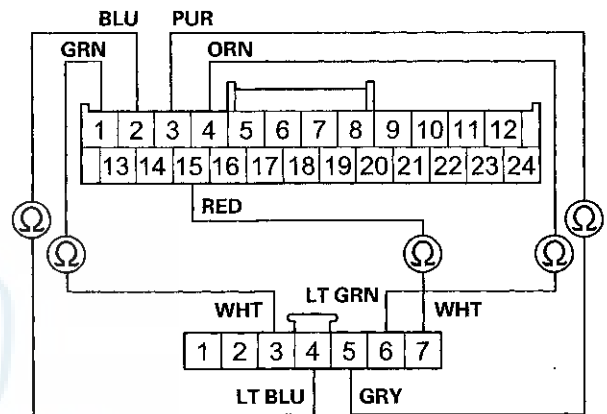 BLU PUR
GRN ORN
1 2 3 4 5 6 7 8 9 10 11 12
13 14 15 16 17 18 19 20 21 22 23 24
RED
Ω Ω
Ω Ω Ω
WHT LT GRN WHT
1 2 3 4 5 6 7
LT BLU GRY